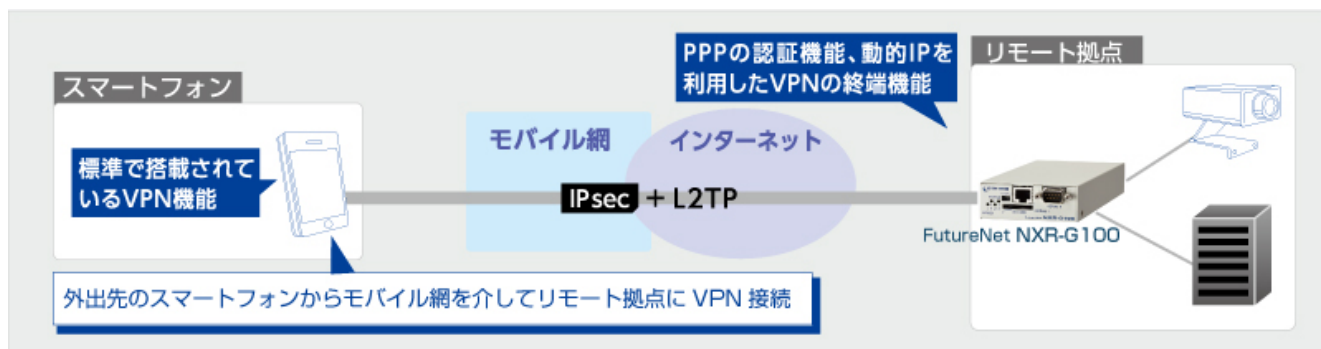 スマートフォン
標準で搭載されて
いるVPN機能
モバイル網
インターネット
IPsec + L2TP
PPPの認証機能、動的IPを
利用したVPNの終端機能
リモート拠点
FutureNet NXR-G100
外出先のスマートフォンからモバイル網を介してリモート拠点に VPN 接続